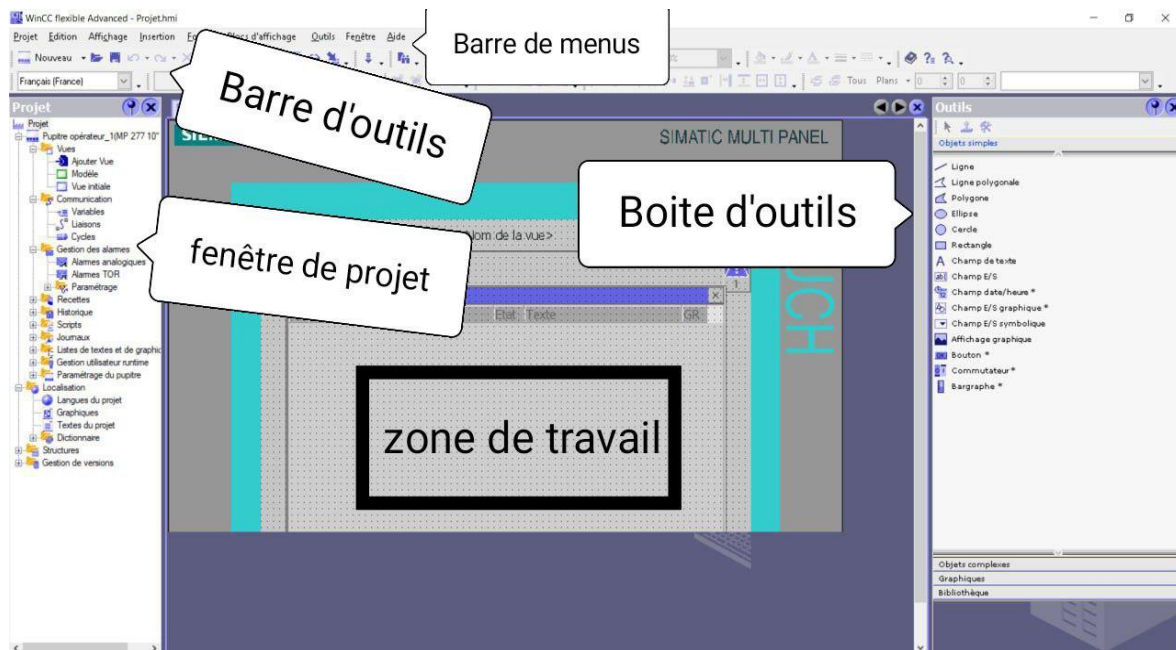 WinCC flexible Advanced - Projet.hmi
Projet Edition Affichage Insertion d'affichage Outils Fenêtre Aide
Barre de menus
Nouveau
Français (France)
Tous Plans 0 0
Barre d'outils
Projet
Projet
Pupitre opérateur_1(MP 277 10"
Vues
Ajouter Vue
Modèle
Vue initiale
Communication
Variables
Liaisons
Cycles
Gestion des alarmes
Alarmes analogiques
Alarmes TOR
Paramétrage
Recettes
Historique
Scripts
Journaux
Listes de textes et de graphic
Gestion utilisateur runtime
Paramétrage du pupitre
Localisation
Langues du projet
Graphiques
Textes du projet
Dictionnaire
Structures
Gestion de versions
fenêtre de projet
SIMATIC MULTI PANEL
Boite d'outils
de la vue>
UCH
Etat Texte GR
zone de travail
Outils
Objets simples
Ligne
Ligne polygonale
Polygone
Ellipse
Cercle
Rectangle
Champ de texte
Champ E/S
Champ date/heure *
Champ E/S graphique *
Champ E/S symbolique
Affichage graphique
Bouton *
Commutateur *
Bargraphe *
Objets complexes
Graphiques
Bibliothèque